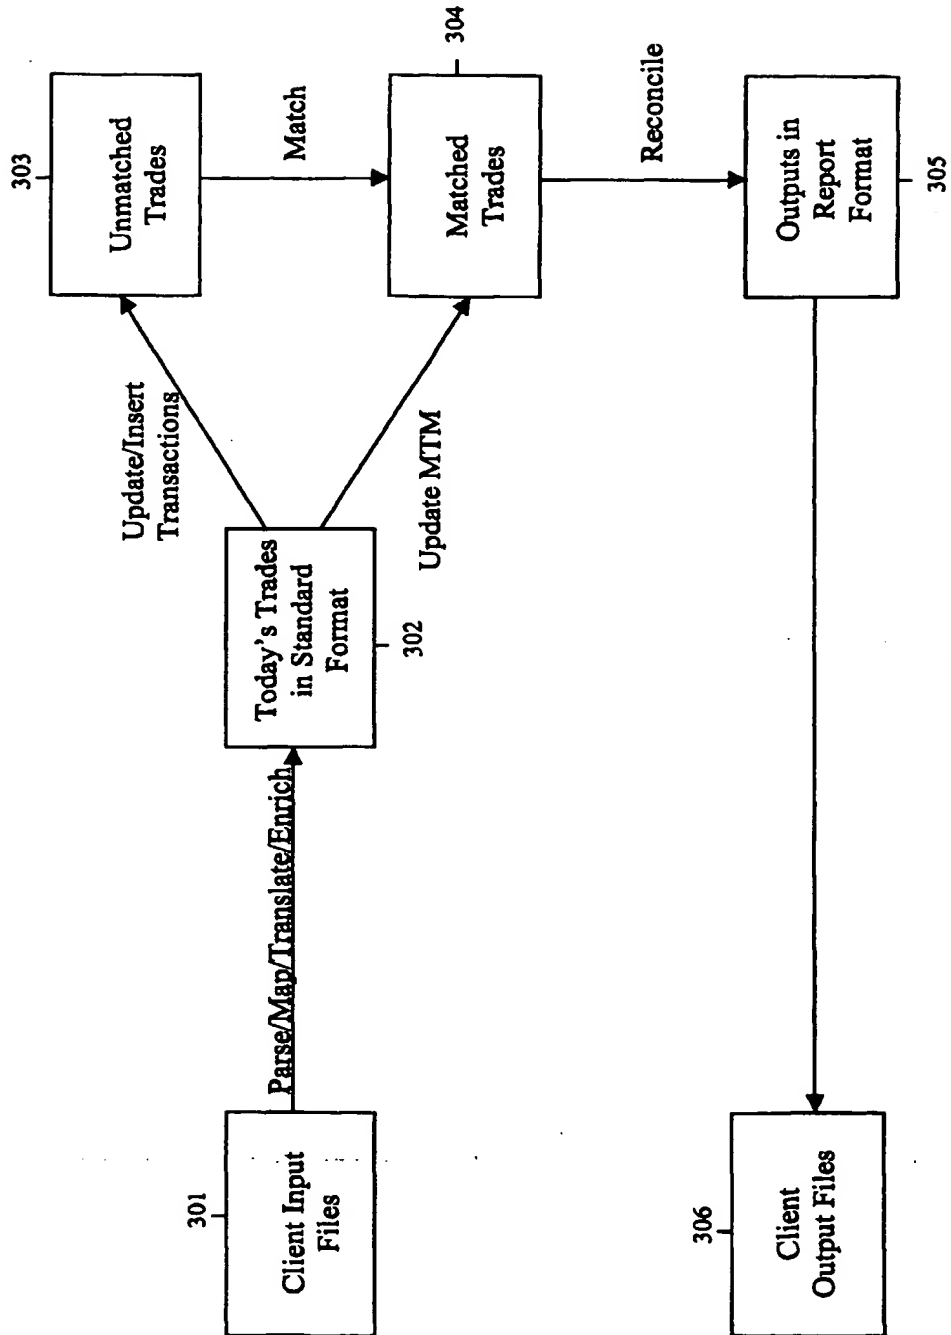 301
Client Input
Files
Parse/Map/Translate/Enrich
Today's Trades
in Standard
Format
302
Update/Insert
Transactions
Update MTM
303
Unmatched
Trades
Match
304
Matched
Trades
Reconcile
Outputs in
Report
Format
305
306
Client
Output Files